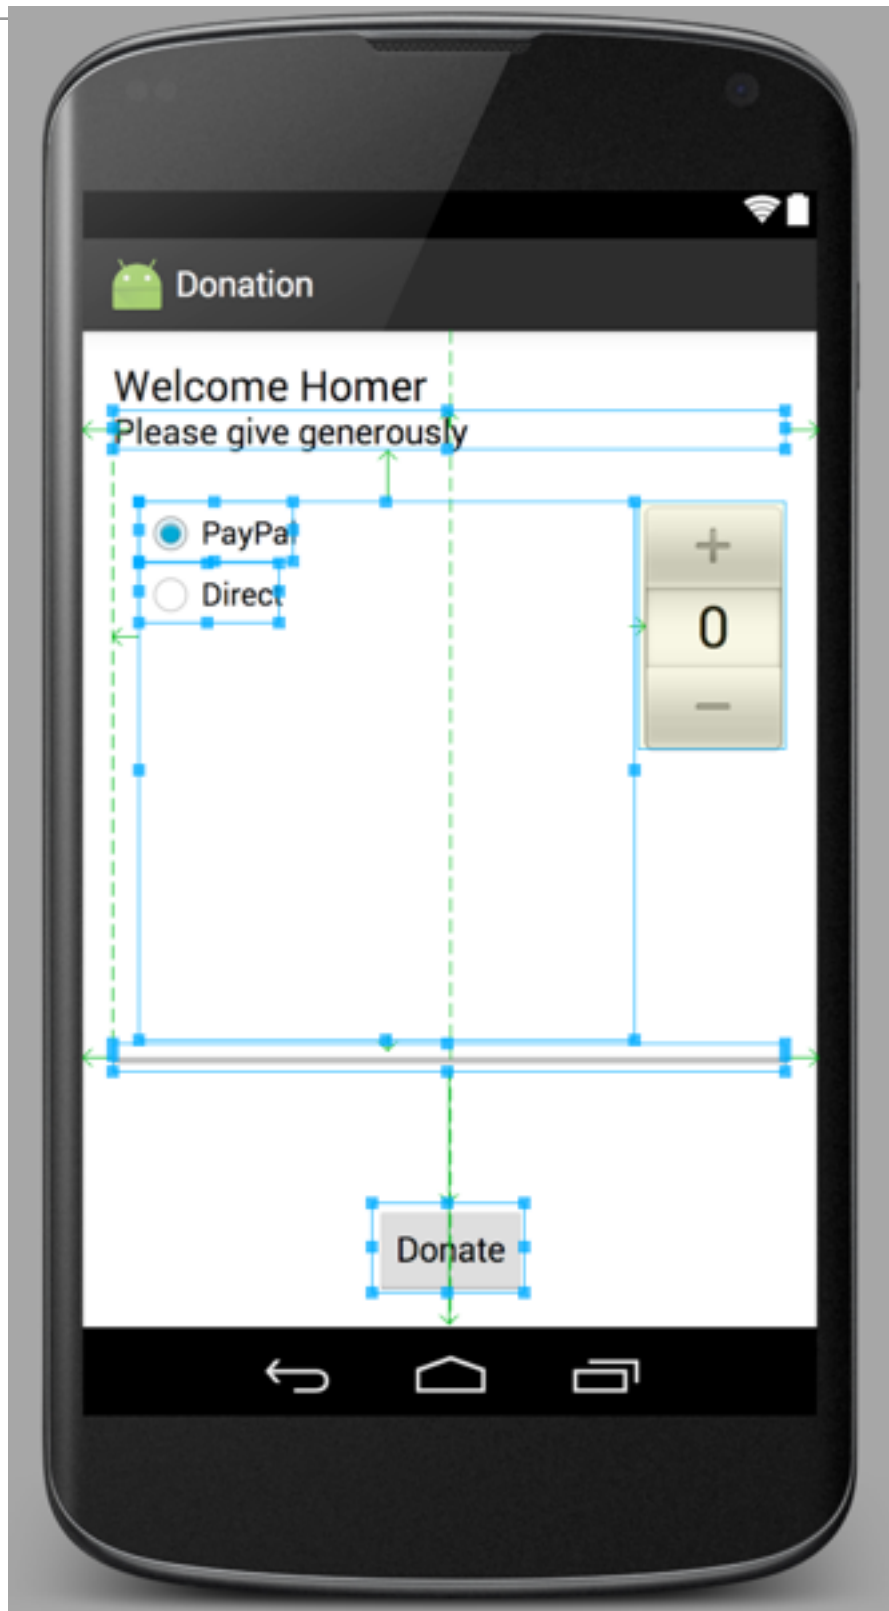 Donation
Welcome Homer
Please give generously
PayPal
Direct
+
0
−
Donate